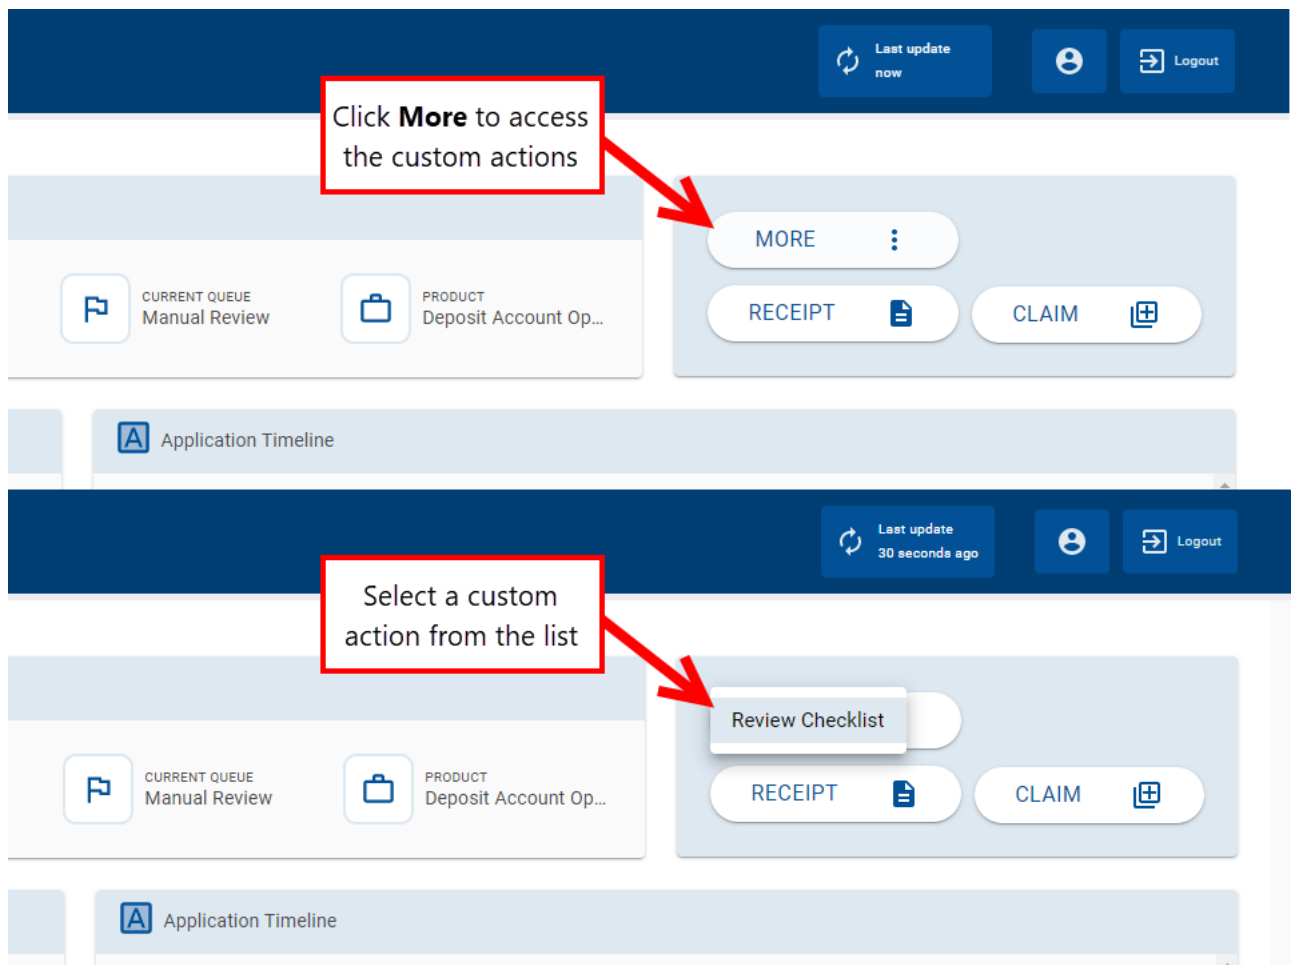 Last update
now
Logout
Click More to access
the custom actions
MORE
CURRENT QUEUE
Manual Review
PRODUCT
Deposit Account Op...
RECEIPT
CLAIM
A Application Timeline
Last update
30 seconds ago
Logout
Select a custom
action from the list
Review Checklist
CURRENT QUEUE
Manual Review
PRODUCT
Deposit Account Op...
RECEIPT
CLAIM
A Application Timeline